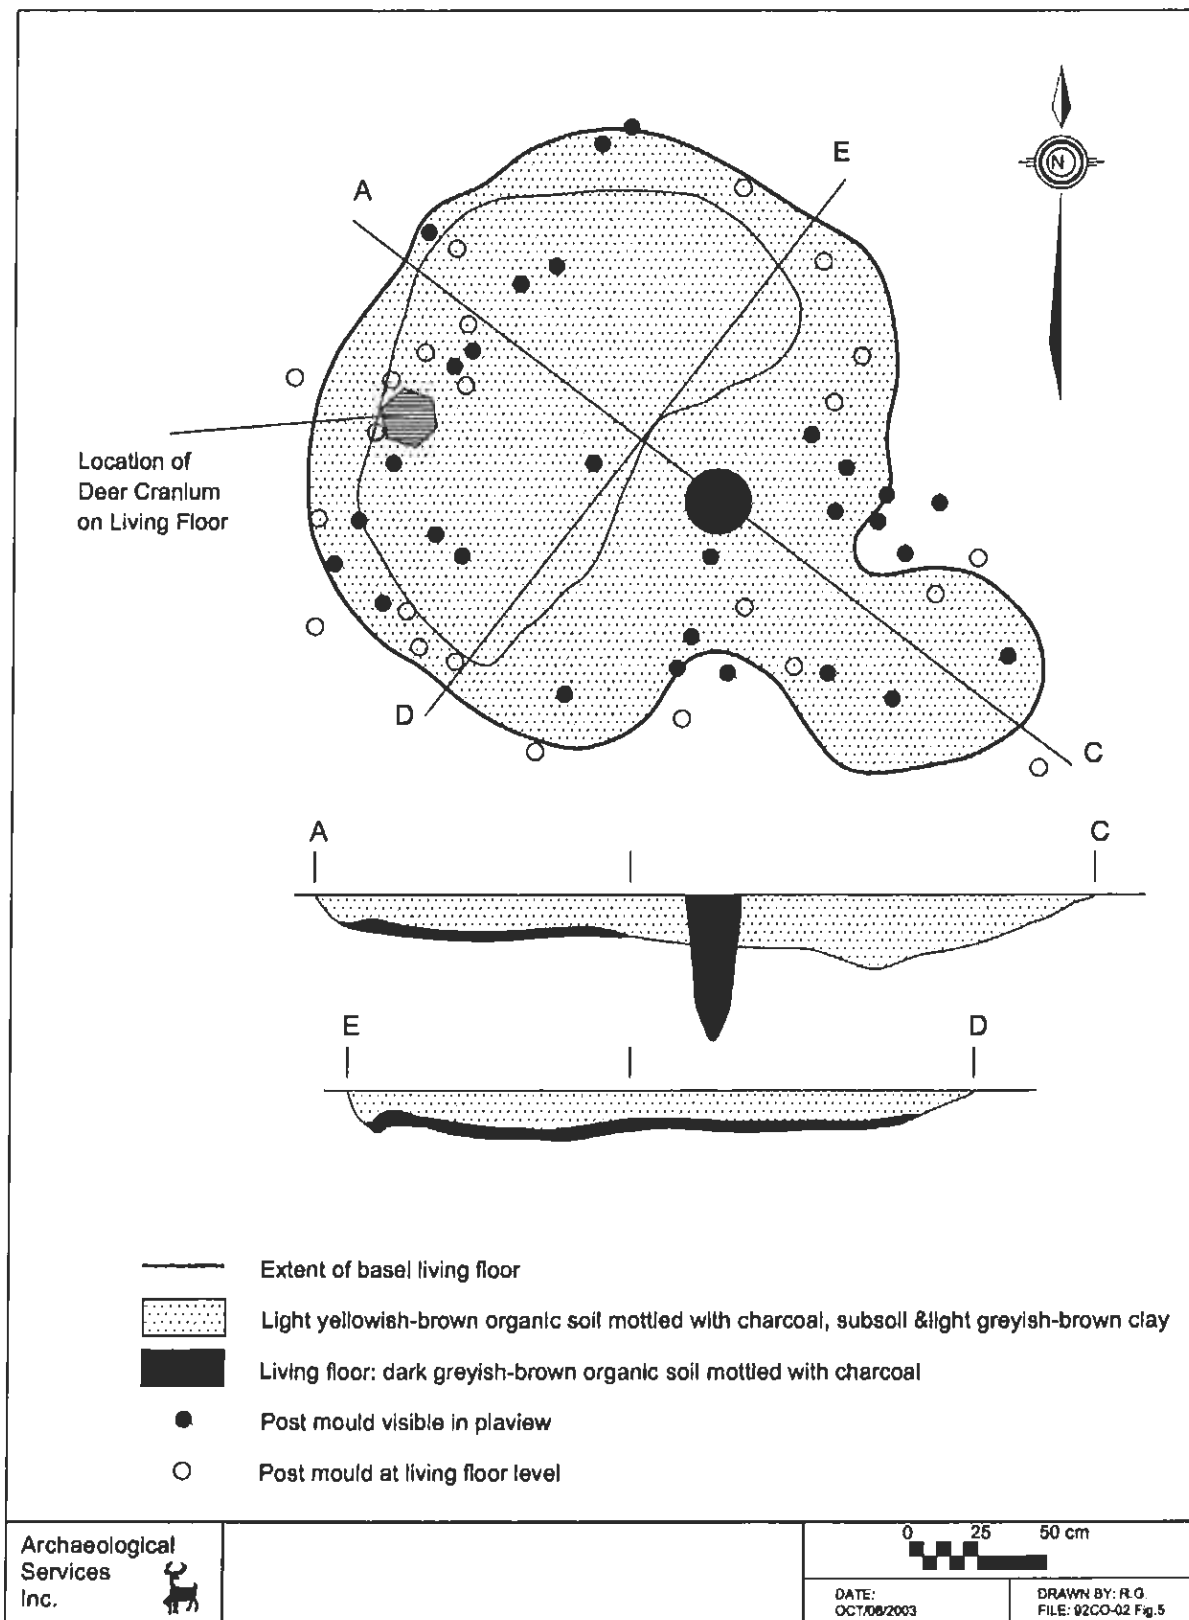 E
A
N
Location of
Deer Cranium
on Living Floor
D
C
A
C
E
D
Extent of basel living floor
Light yellowish-brown organic soil mottled with charcoal, subsoil &light greyish-brown clay
Living floor: dark greyish-brown organic soil mottled with charcoal
Post mould visible in plaview
Post mould at living floor level
Archaeological
Services
Inc.
0 25 50 cm
DATE:
OCT/06/2003
DRAWN BY: R.G.
FILE: 92CO-02 Fig.5